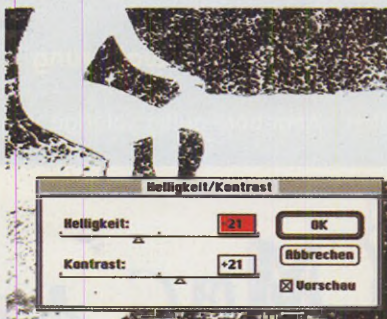 Helligkeit/Kontrast
Helligkeit: -21 OK
Abbrechen
Kontrast: +21
Vorschau